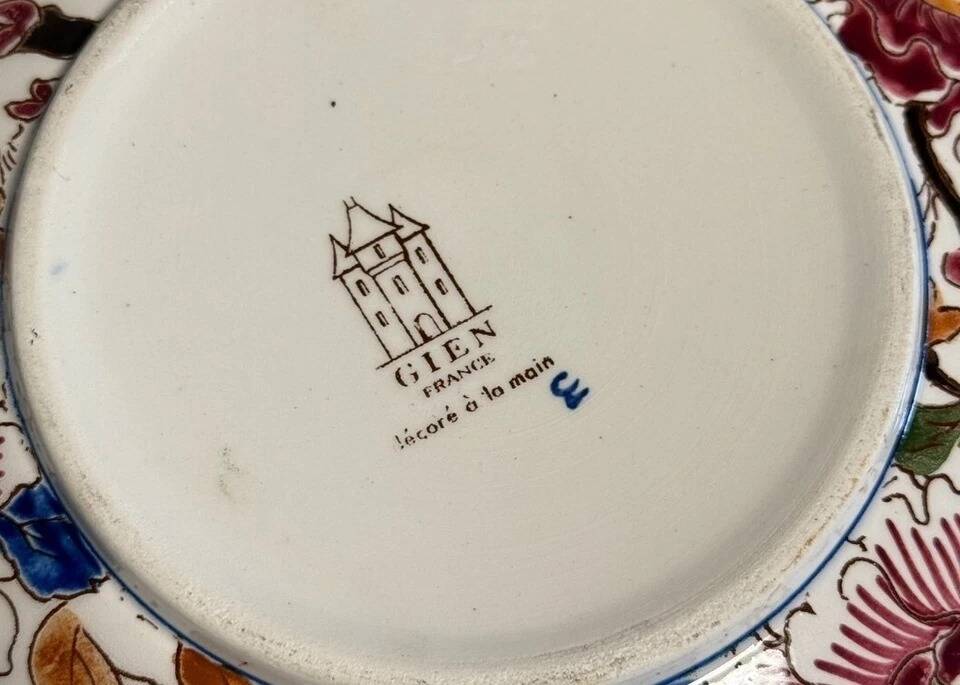 GIEN
FRANCE
décoré à la main